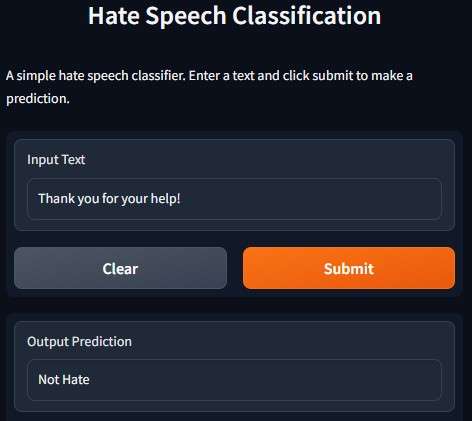 Hate Speech Classification
A simple hate speech classifier. Enter a text and click submit to make a
prediction.
Input Text
Thank you for your help!
Clear
Submit
Output Prediction
Not Hate